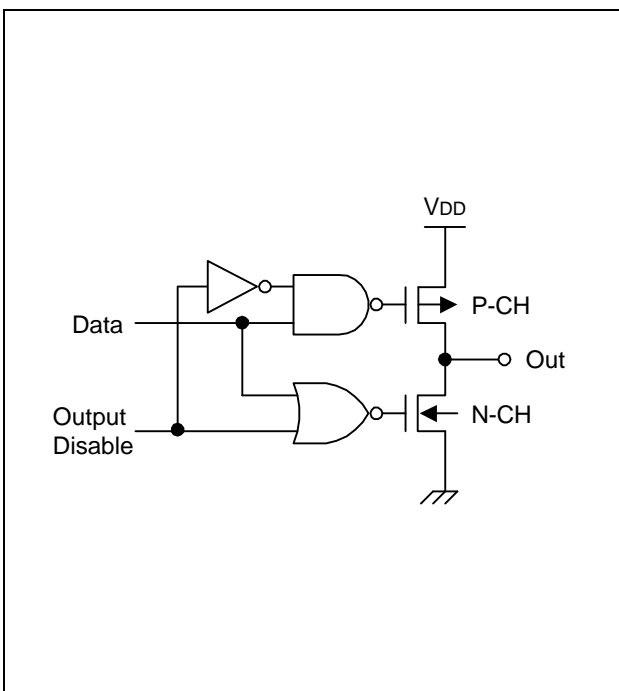 VDD
P-CH
Data
Out
Output
Disable
N-CH